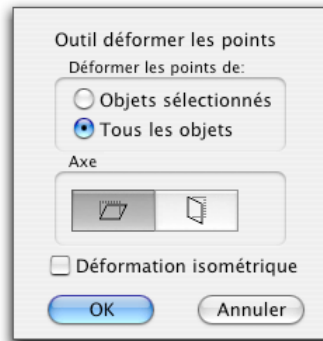 Outil déformer les points
Déformer les points de:
Objets sélectionnés
Tous les objets
Axe
Déformation isométrique
OK
Annuler